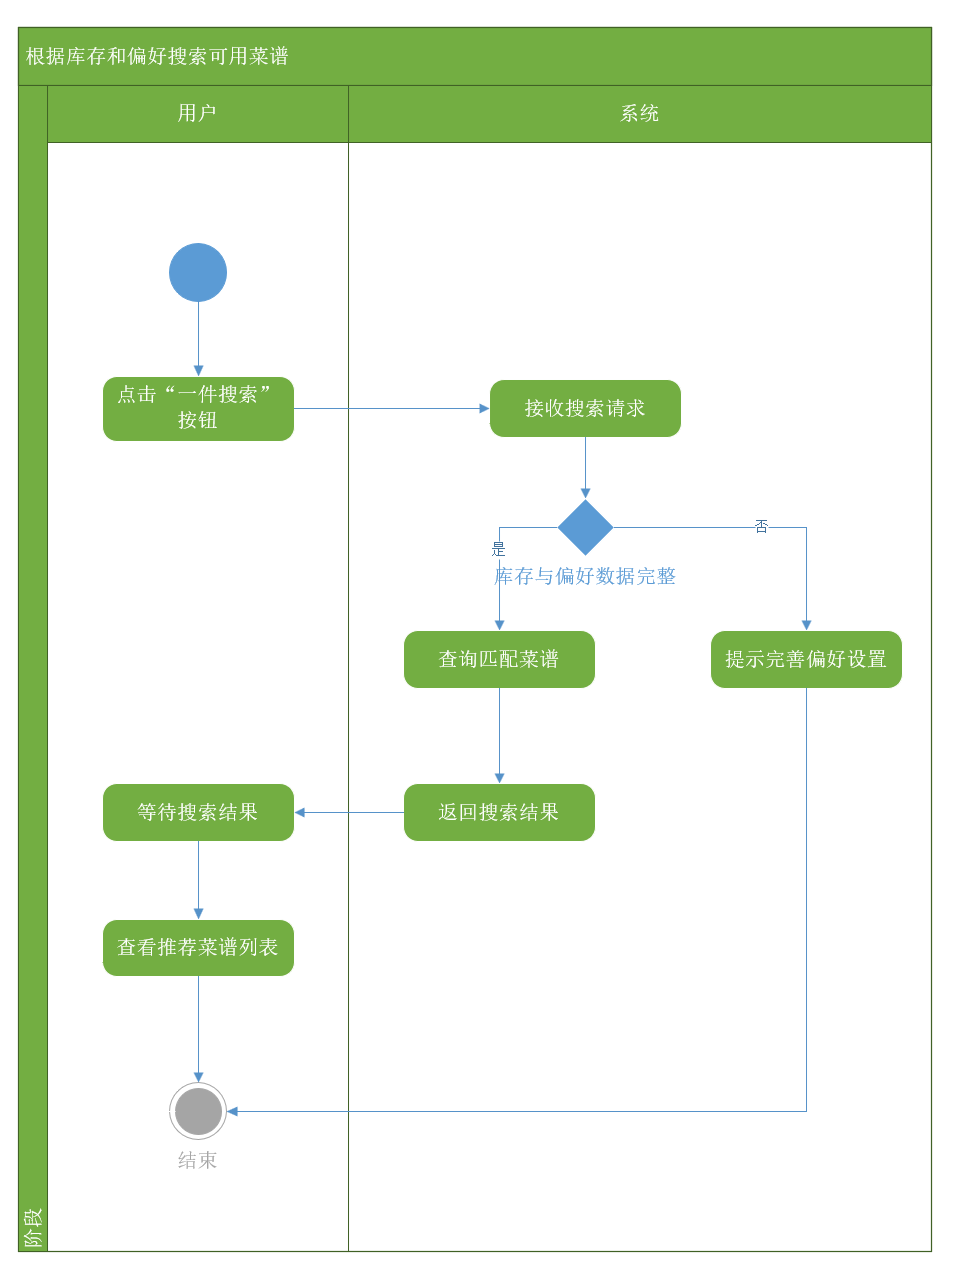 根据库存和偏好搜索可用菜谱
用户
系统
点击“一件搜索”
按钮
接收搜索请求
否
是
库存与偏好数据完整
查询匹配菜谱
提示完善偏好设置
等待搜索结果
返回搜索结果
查看推荐菜谱列表
结束
阶段